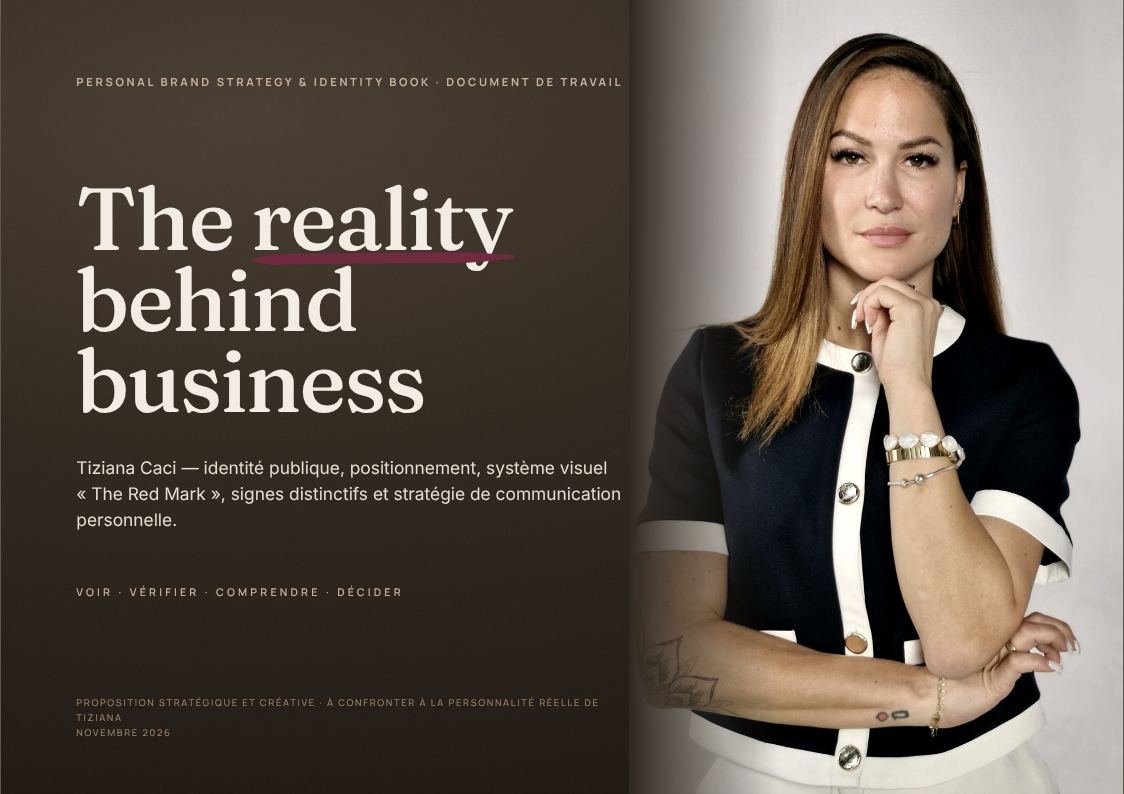 PERSONAL BRAND STRATEGY & IDENTITY BOOK · DOCUMENT DE TRAVAIL
The reality
behind
business
Tiziana Caci — identité publique, positionnement, système visuel
« The Red Mark », signes distinctifs et stratégie de communication
personnelle.
VOIR · VÉRIFIER · COMPRENDRE · DÉCIDER
PROPOSITION STRATÉGIQUE ET CRÉATIVE · À CONFRONTER À LA PERSONNALITÉ RÉELLE DE
TIZIANA
NOVEMBRE 2026